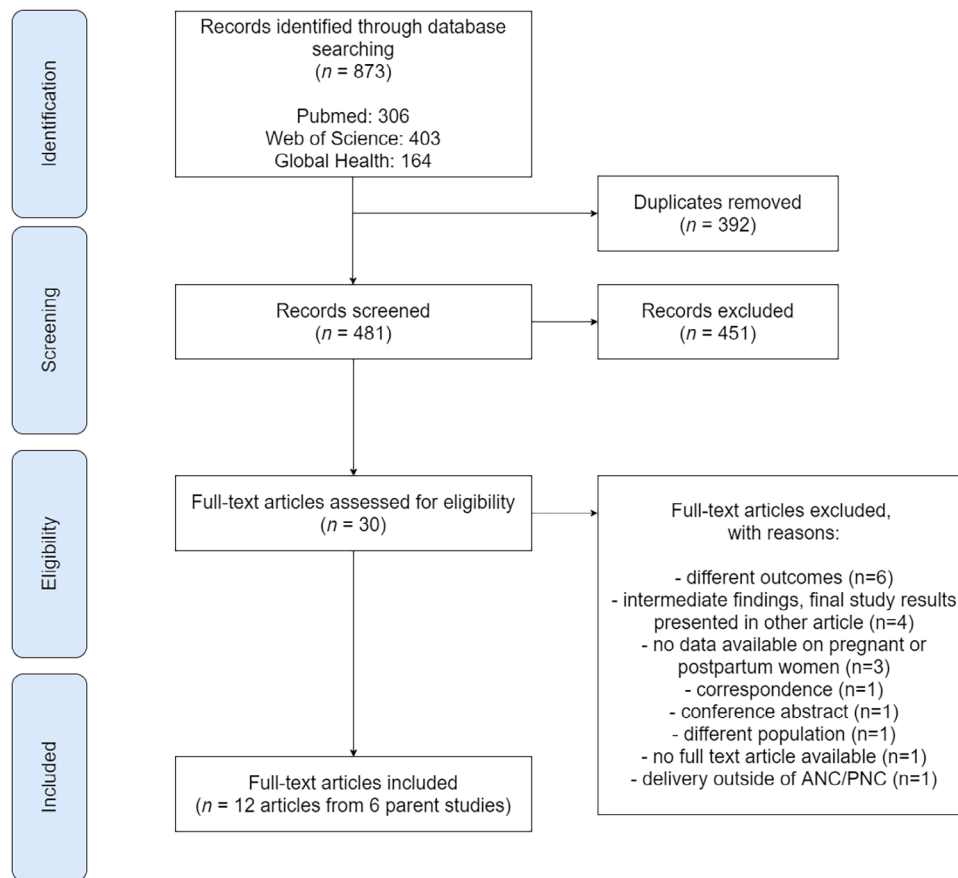 Identification
Records identified through database
searching
(n = 873)
Pubmed: 306
Web of Science: 403
Global Health: 164
Duplicates removed
(n = 392)
Screening
Records screened
(n = 481)
Records excluded
(n = 451)
Eligibility
Full-text articles assessed for eligibility
(n = 30)
Full-text articles excluded,
with reasons:
- different outcomes (n=6)
- intermediate findings, final study results
presented in other article (n=4)
- no data available on pregnant or
postpartum women (n=3)
- correspondence (n=1)
- conference abstract (n=1)
- different population (n=1)
- no full text article available (n=1)
- delivery outside of ANC/PNC (n=1)
Included
Full-text articles included
(n = 12 articles from 6 parent studies)